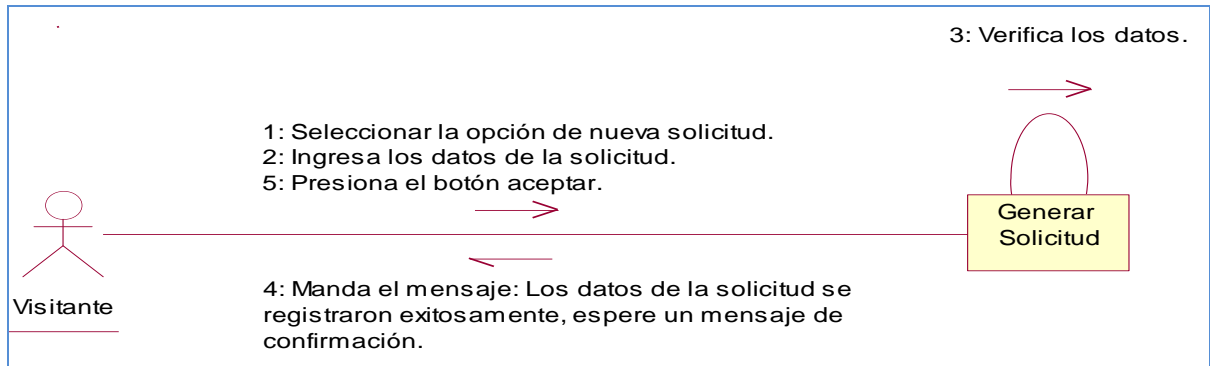 3: Verifica los datos.
1: Seleccionar la opción de nueva solicitud.
2: Ingresa los datos de la solicitud.
5: Presiona el botón aceptar.
Generar
Solicitud
Visitante
4: Manda el mensaje: Los datos de la solicitud se
registraron exitosamente, espere un mensaje de
confirmación.